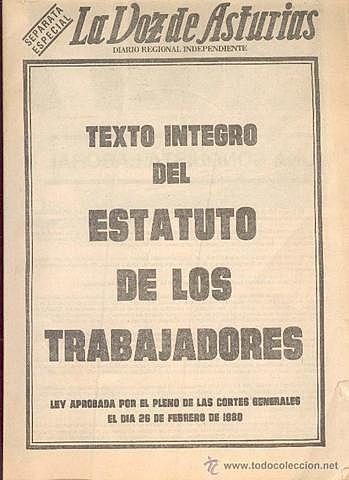 SEPARATA
ESPECIAL
La Voz de Asturias
DIARIO REGIONAL INDEPENDIENTE
TEXTO INTEGRO
DEL
ESTATUTO
DE LOS
TRABAJADORES
LEY APROBADA POR EL PLENO DE LAS CORTES GENERALES
EL DIA 26 DE FEBRERO DE 1980
© www.todocoleccion.net